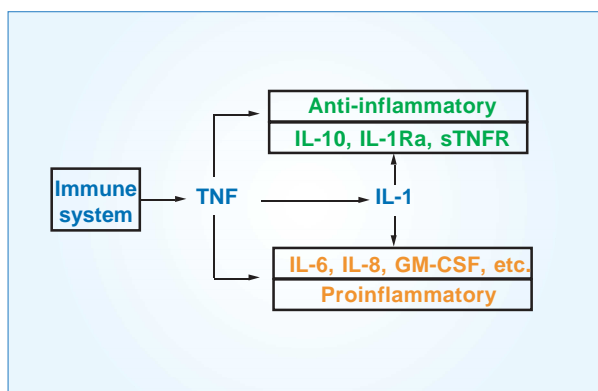 Anti-inflammatory
IL-10, IL-1Ra, sTNFR
Immune
system
TNF
IL-1
IL-6, IL-8, GM-CSF, etc.
Proinflammatory